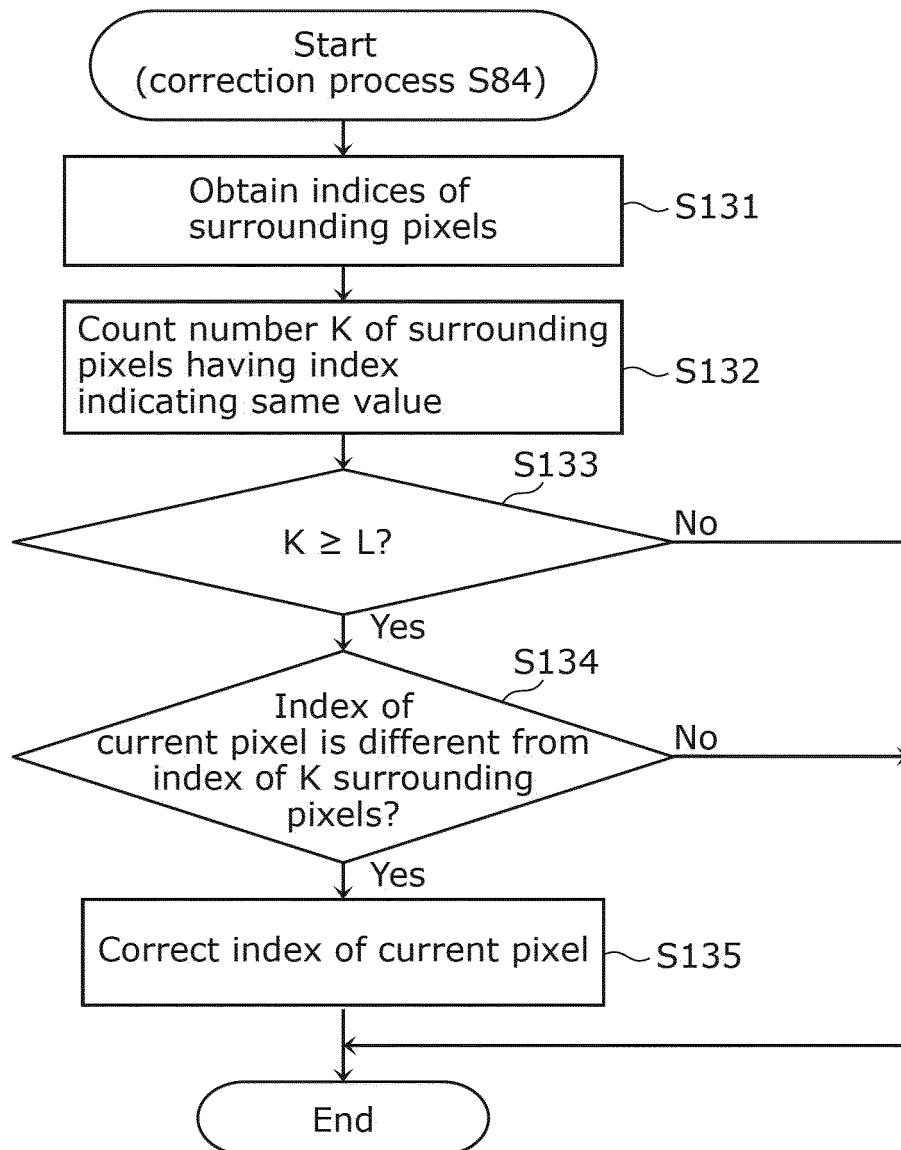 Start
(correction process S84)
Obtain indices of
surrounding pixels
S131
Count number K of surrounding
pixels having index
indicating same value
S132
S133
K ≥ L?
No
Yes
S134
Index of
current pixel is different from
index of K surrounding
pixels?
No
Yes
Correct index of current pixel
S135
End